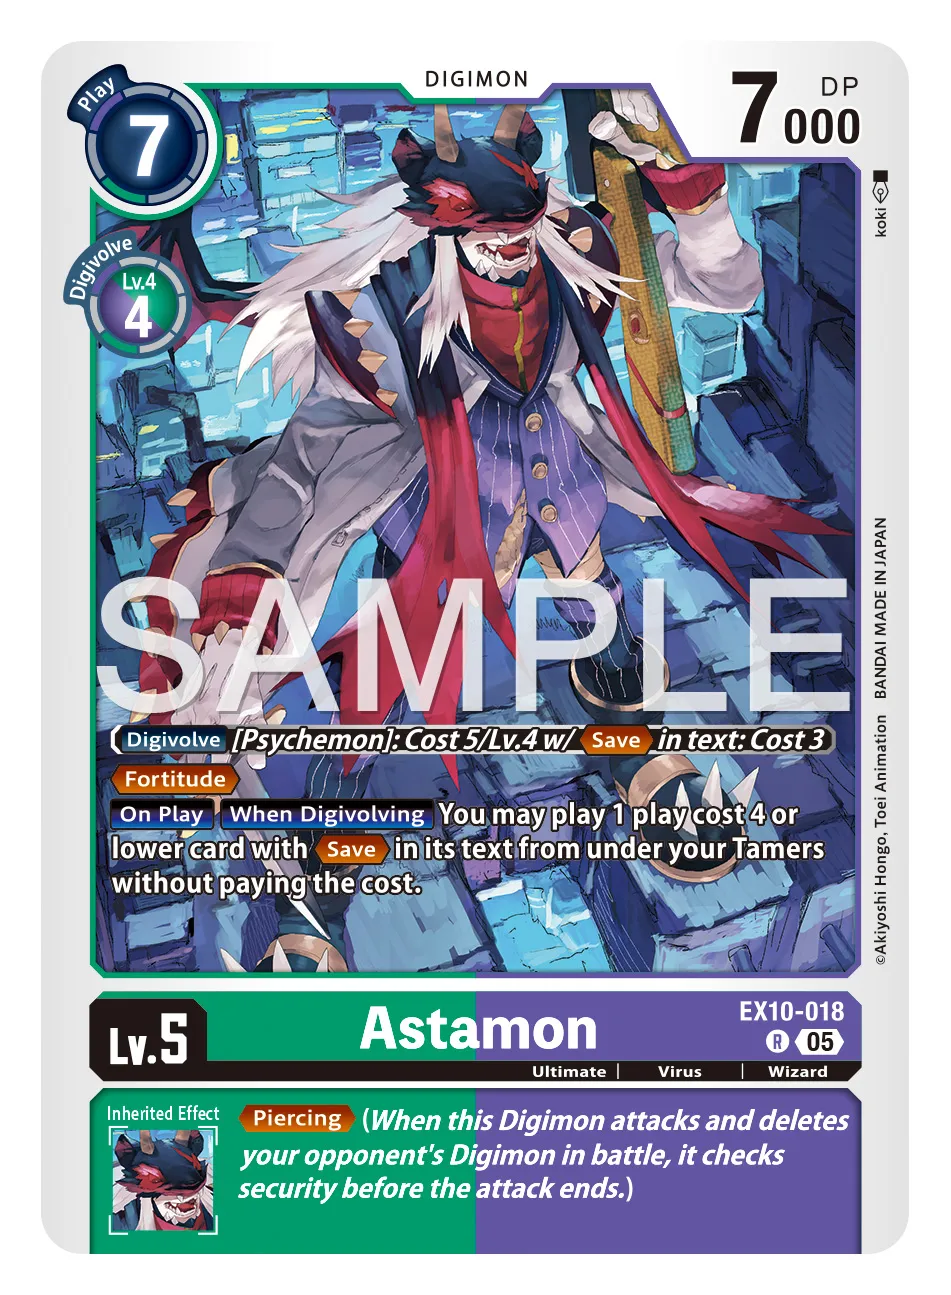 DIGIMON
Play
7
7000
DP
Digivolve
Lv.4
4
koki
SAMPLE
Digivolve [Psychemon]: Cost 5/Lv.4 w/ Save in text: Cost 3
Fortitude
On Play When Digivolving You may play 1 play cost 4 or
lower card with Save in its text from under your Tamers
without paying the cost.
©Akiyoshi Hongo, Toei Animation BANDAI MADE IN JAPAN
Lv.5
Astamon
EX10-018
R 05
Ultimate | Virus | Wizard
Inherited Effect
Piercing (When this Digimon attacks and deletes
your opponent's Digimon in battle, it checks
security before the attack ends.)